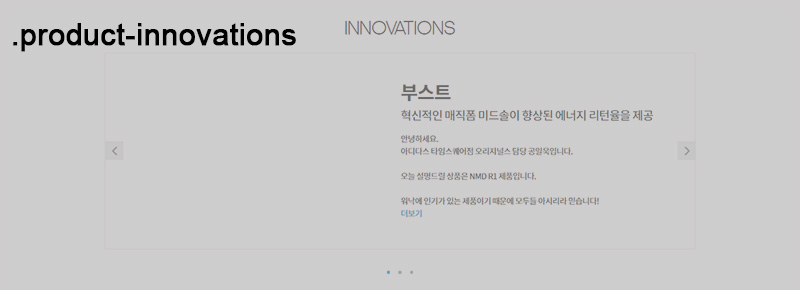 INNOVATIONS
.product-innovations
부스트
혁신적인 매직폼 미드솔이 향상된 에너지 리턴율을 제공
안녕하세요.
아디다스 타임스퀘어점 오리지널스 담당 공일묵입니다.
오늘 설명드릴 상품은 NMD R1 제품입니다.
워낙에 인기가 있는 제품이기 때문에 모두들 아시리라 믿습니다!
더보기